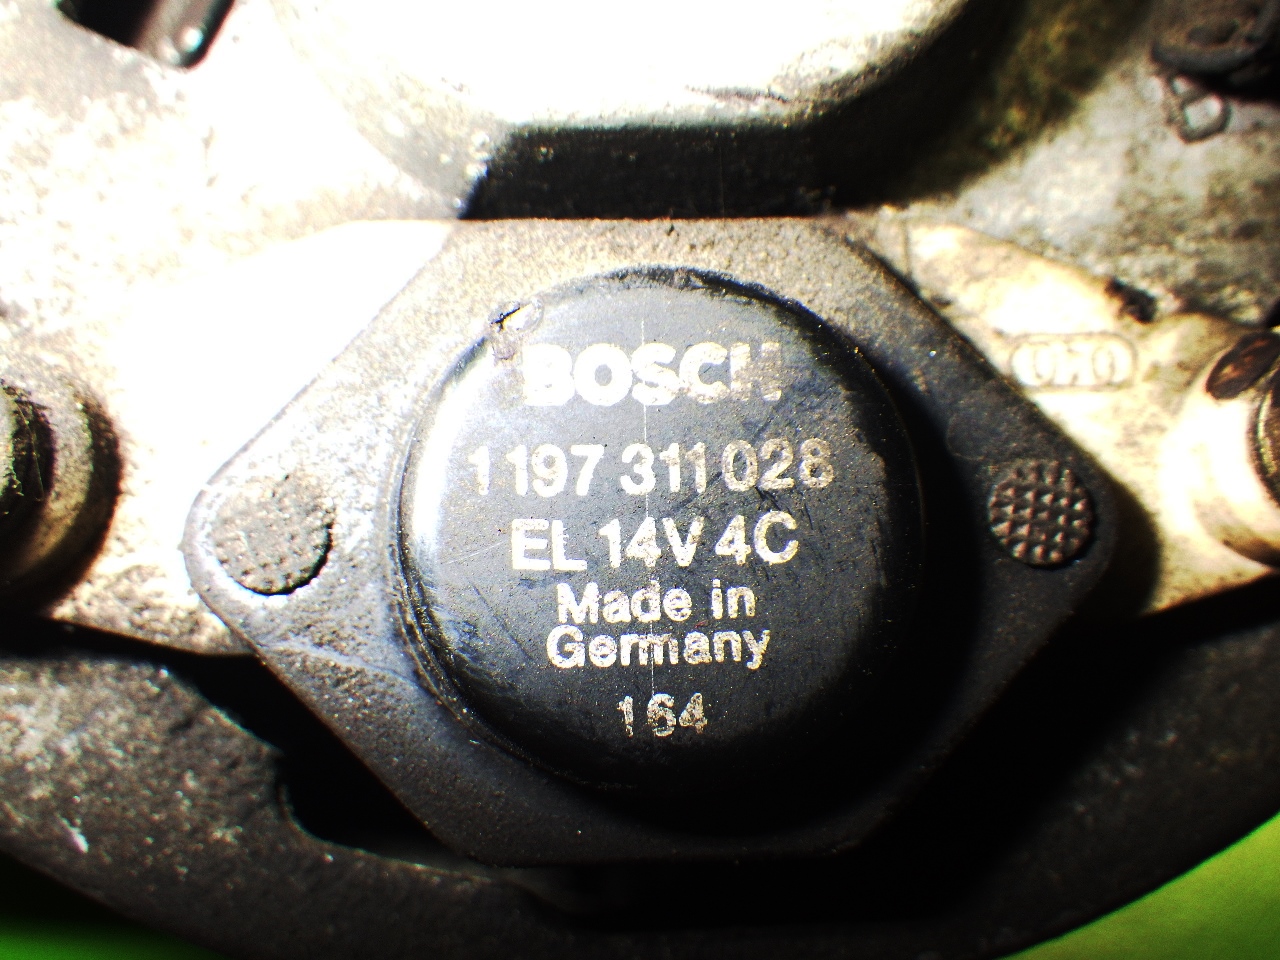 BOSCH
1 197 311 028
EL 14V 4C
Made in
Germany
164